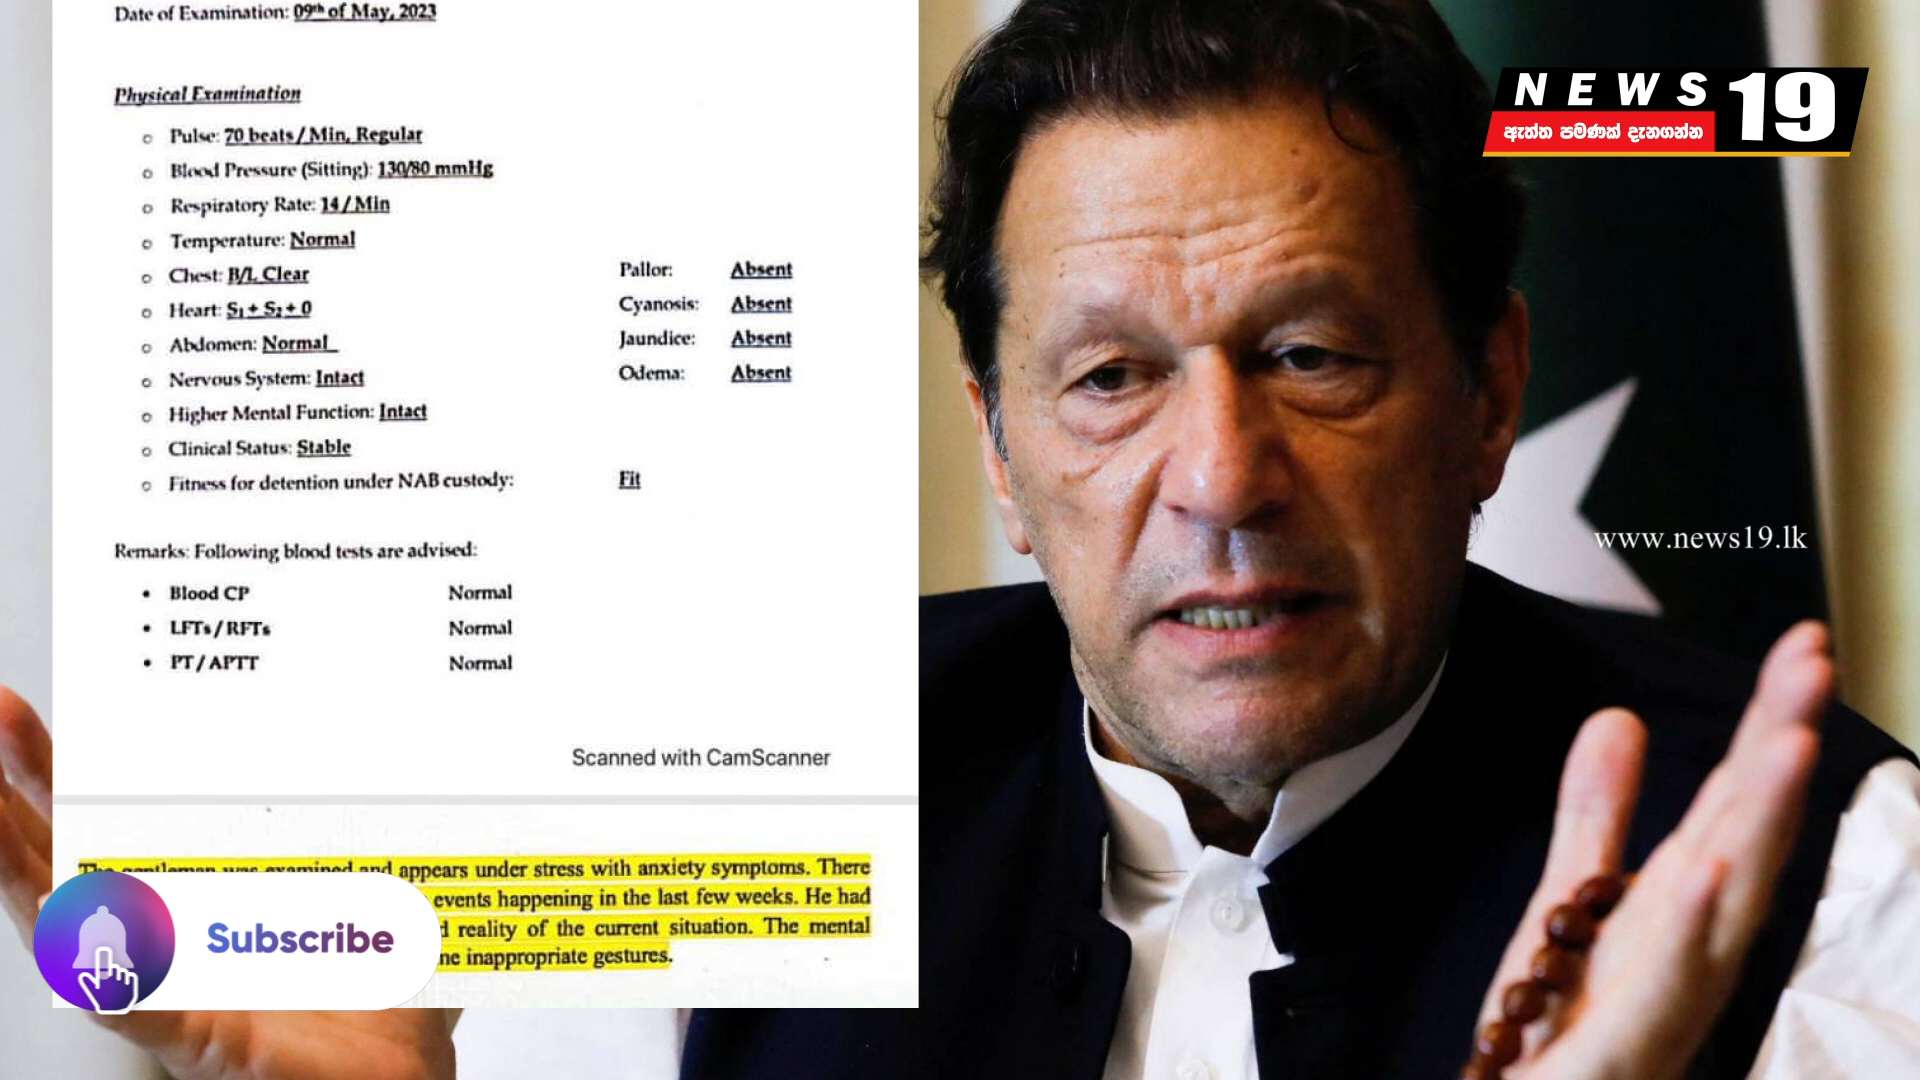 Date of Examination: 09th of May, 2023
Physical Examination
Pulse: 70 beats / Min, Regular
Blood Pressure (Sitting): 130/80 mmHg
Respiratory Rate: 14 / Min
Temperature: Normal
Chest: B/L Clear
Heart: S₁ + S₂ + 0
Abdomen: Normal
Nervous System: Intact
Higher Mental Function: Intact
Clinical Status: Stable
Fitness for detention under NAB custody: Fit
Pallor: Absent
Cyanosis: Absent
Jaundice: Absent
Odema: Absent
Remarks: Following blood tests are advised:
Blood CP Normal
LFTs / RFTs Normal
PT / APTT Normal
Scanned with CamScanner
The gentleman was examined and appears under stress with anxiety symptoms. There
events happening in the last few weeks. He had
reality of the current situation. The mental
inappropriate gestures.
Subscribe
NEWS 19
ඇත්ත පමණක් දැනගන්න
www.news19.lk